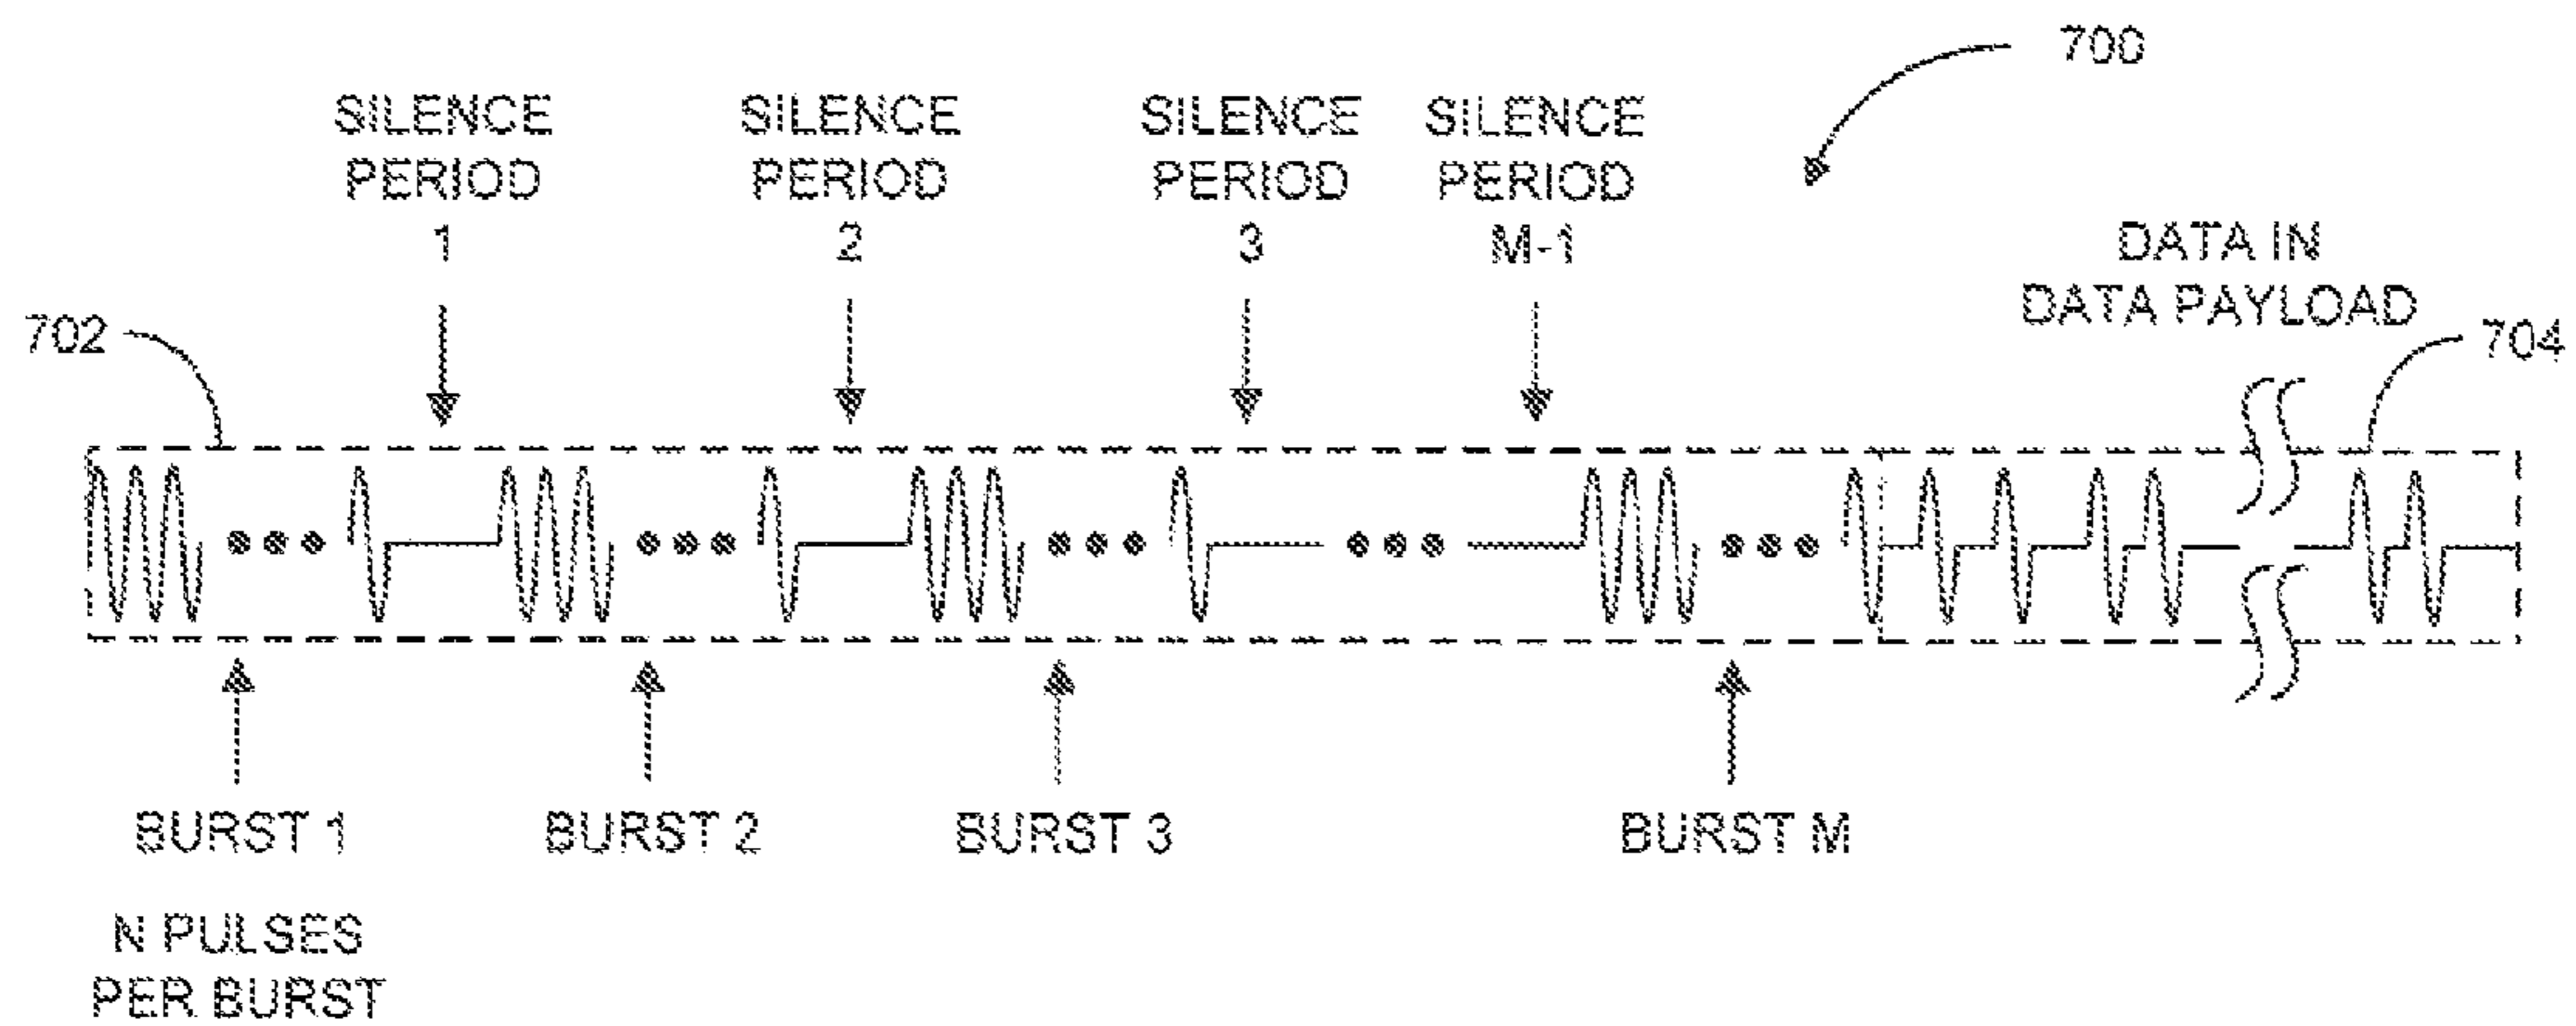 700
SILENCE
PERIOD
1
SILENCE
PERIOD
2
SILENCE
PERIOD
3
SILENCE
PERIOD
M-1
DATA IN
DATA PAYLOAD
702
704
BURST 1
BURST 2
BURST 3
BURST M
N PULSES
PER BURST